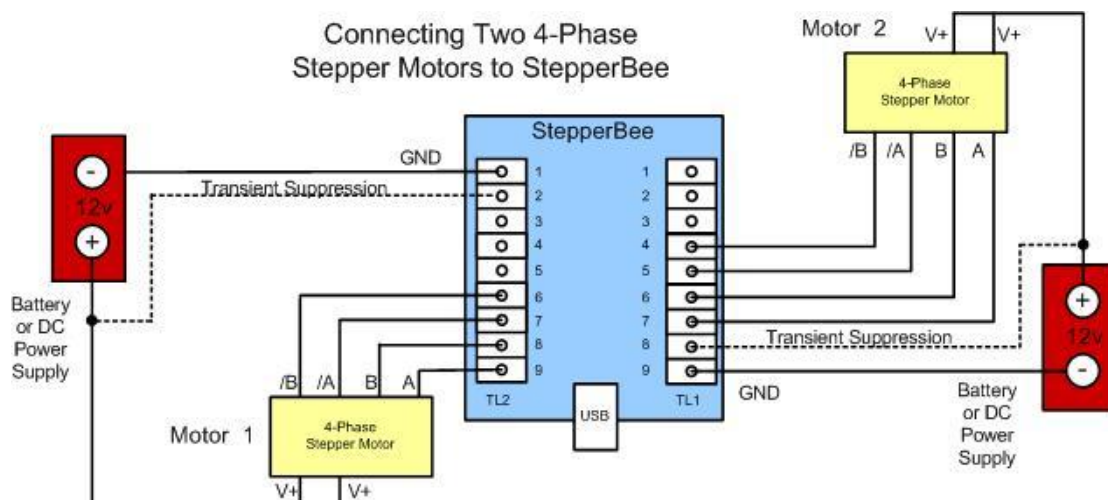 Connecting Two 4-Phase
Stepper Motors to StepperBee
Motor 2
V+
V+
4-Phase
Stepper Motor
/B
/A
B
A
StepperBee
GND
Transient Suppression
-
12v
+
Battery
or DC
Power
Supply
1
2
3
4
5
6
7
8
9
TL2
1
2
3
4
5
6
7
8
9
TL1
USB
Transient Suppression
GND
+
12v
-
Battery
or DC
Power
Supply
/B
/A
B
A
Motor 1
4-Phase
Stepper Motor
V+
V+